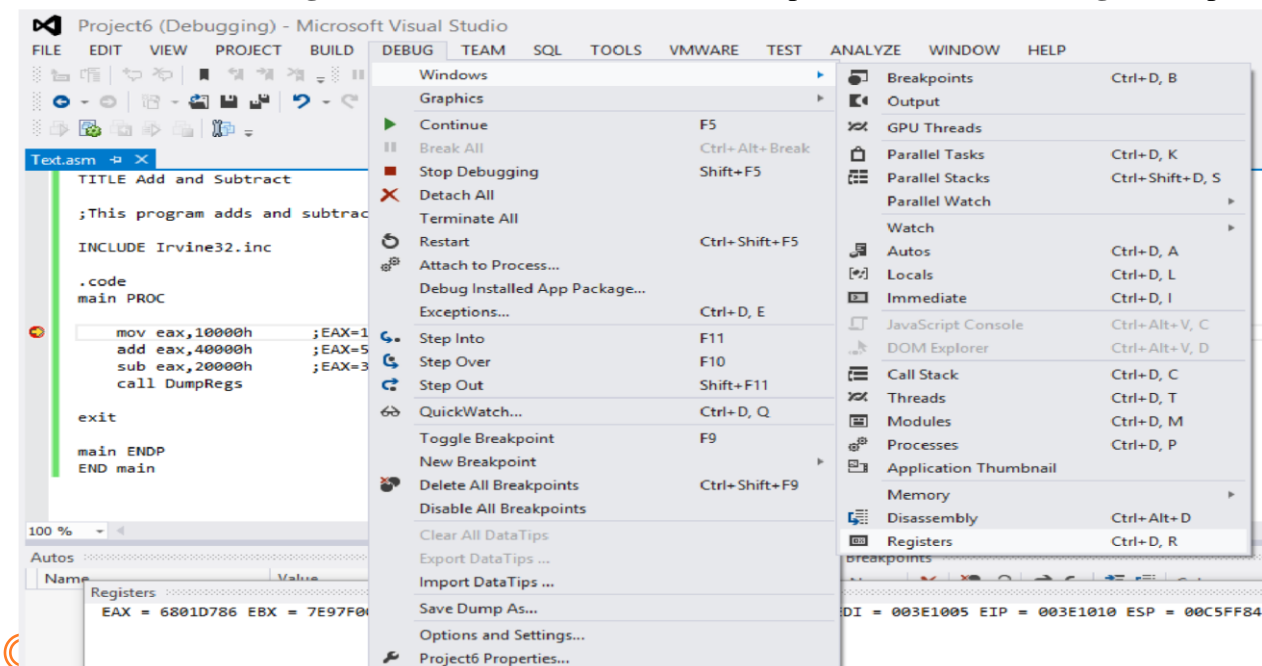 Project6 (Debugging) - Microsoft Visual Studio
FILE EDIT VIEW PROJECT BUILD DEBUG TEAM SQL TOOLS VMWARE TEST ANALYZE WINDOW HELP
Text.asm
TITLE Add and Subtract
;This program adds and subtrac
INCLUDE Irvine32.inc
.code
main PROC
mov eax,10000h ;EAX=1
add eax,40000h ;EAX=5
sub eax,20000h ;EAX=3
call DumpRegs
exit
main ENDP
END main
100 %
Autos
Name Value
Windows
Graphics
Continue F5
Break All Ctrl+Alt+Break
Stop Debugging Shift+F5
Detach All
Terminate All
Restart Ctrl+Shift+F5
Attach to Process...
Debug Installed App Package...
Exceptions... Ctrl+D, E
Step Into F11
Step Over F10
Step Out Shift+F11
QuickWatch... Ctrl+D, Q
Toggle Breakpoint F9
New Breakpoint
Delete All Breakpoints Ctrl+Shift+F9
Disable All Breakpoints
Clear All DataTips
Export DataTips ...
Import DataTips ...
Save Dump As...
Options and Settings...
Project6 Properties...
Breakpoints Ctrl+D, B
Output
GPU Threads
Parallel Tasks Ctrl+D, K
Parallel Stacks Ctrl+Shift+D, S
Parallel Watch
Watch
Autos Ctrl+D, A
Locals Ctrl+D, L
Immediate Ctrl+D, I
JavaScript Console Ctrl+Alt+V, C
DOM Explorer Ctrl+Alt+V, D
Call Stack Ctrl+D, C
Threads Ctrl+D, T
Modules Ctrl+D, M
Processes Ctrl+D, P
Application Thumbnail
Memory
Disassembly Ctrl+Alt+D
Registers Ctrl+D, R
Breakpoints
Registers
EAX = 6801D786 EBX = 7E97F0 DI = 003E1005 EIP = 003E1010 ESP = 00C5FF84